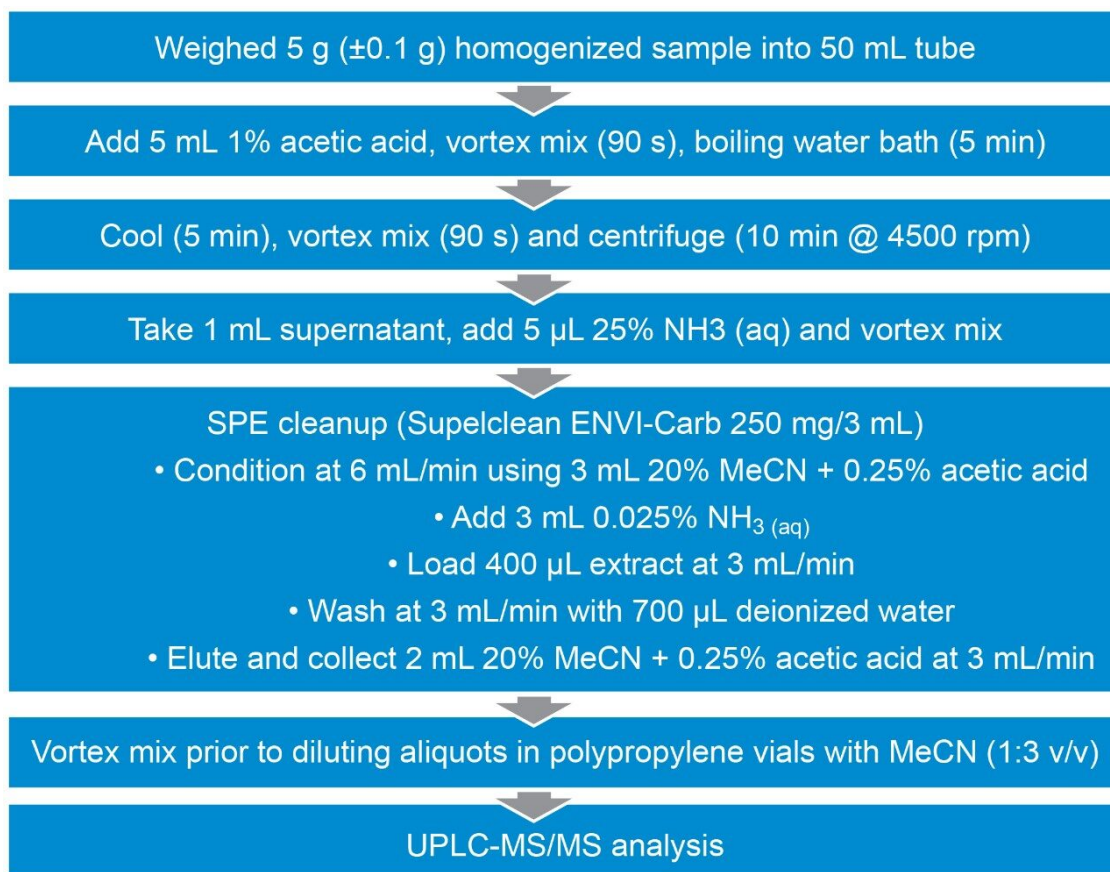 Weighed 5 g (±0.1 g) homogenized sample into 50 mL tube
Add 5 mL 1% acetic acid, vortex mix (90 s), boiling water bath (5 min)
Cool (5 min), vortex mix (90 s) and centrifuge (10 min @ 4500 rpm)
Take 1 mL supernatant, add 5 µL 25% NH3 (aq) and vortex mix
SPE cleanup (Supelclean ENVI-Carb 250 mg/3 mL)
• Condition at 6 mL/min using 3 mL 20% MeCN + 0.25% acetic acid
• Add 3 mL 0.025% NH₃ (aq)
• Load 400 µL extract at 3 mL/min
• Wash at 3 mL/min with 700 µL deionized water
• Elute and collect 2 mL 20% MeCN + 0.25% acetic acid at 3 mL/min
Vortex mix prior to diluting aliquots in polypropylene vials with MeCN (1:3 v/v)
UPLC-MS/MS analysis